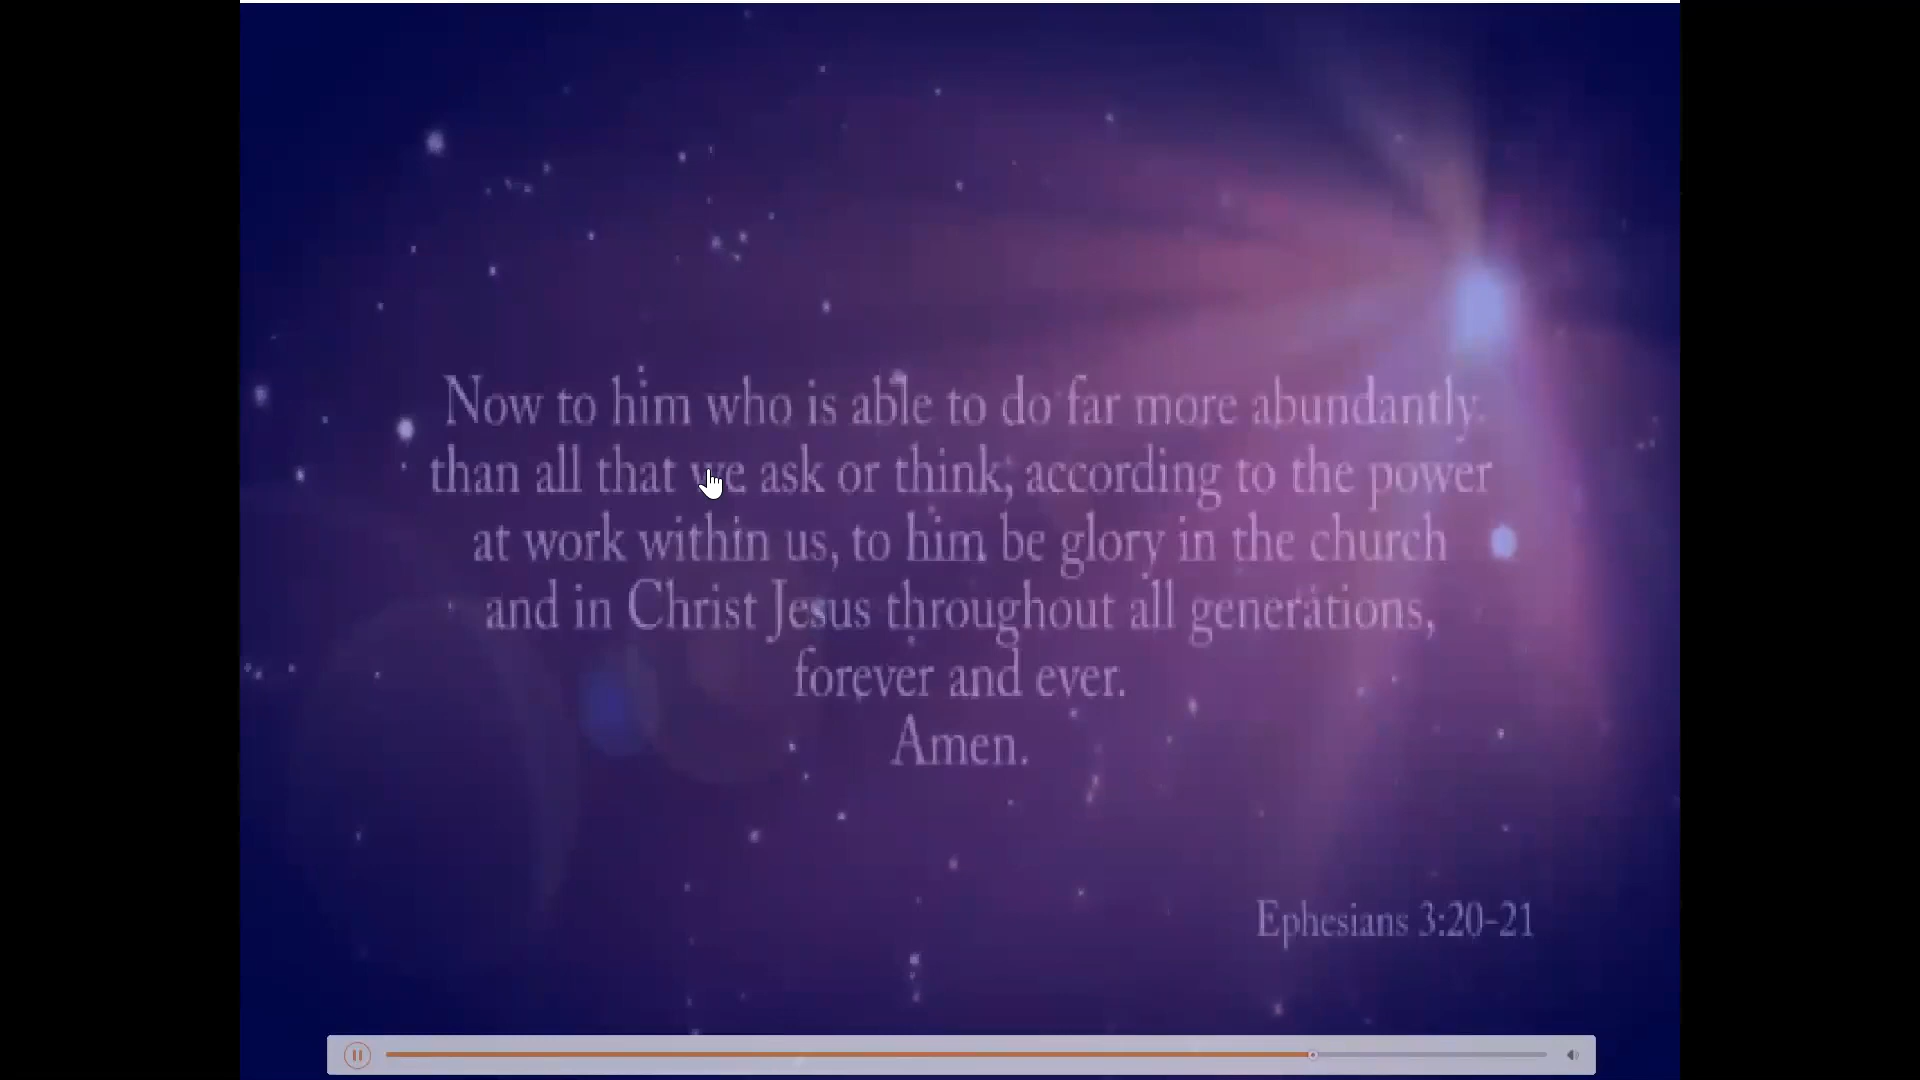 Now to him who is able to do far more abundantly
than all that we ask or think, according to the power
at work within us, to him be glory in the church
and in Christ Jesus throughout all generations,
forever and ever.
Amen.
Ephesians 3:20-21